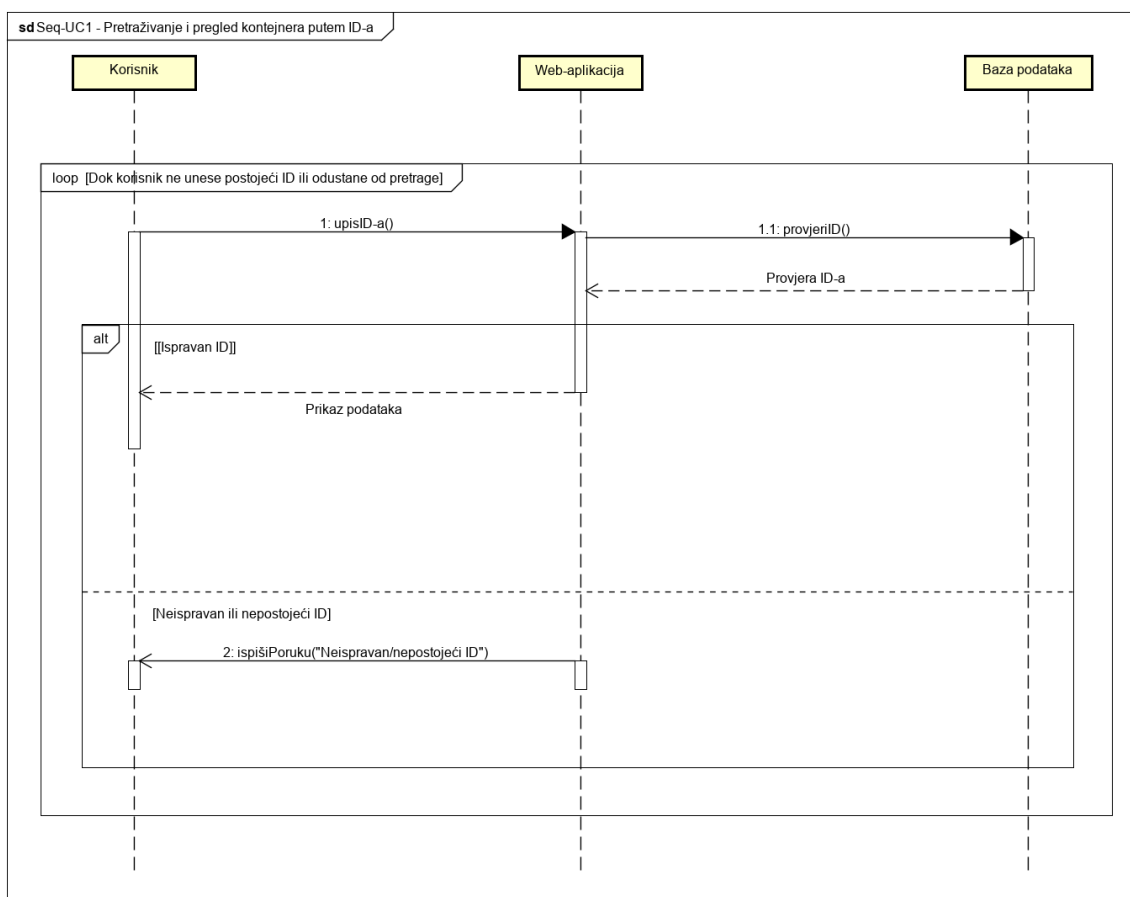 sd Seq-UC1 - Pretraživanje i pregled kontejnera putem ID-a
Korisnik
Web-aplikacija
Baza podataka
loop [Dok korisnik ne unese postojeći ID ili odustane od pretrage]
1: upisID-a()
1.1: provjeriID()
Provjera ID-a
alt
[[Ispravan ID]]
Prikaz podataka
[Neispravan ili nepostojeći ID]
2: ispišiPoruku("Neispravan/nepostojeći ID")